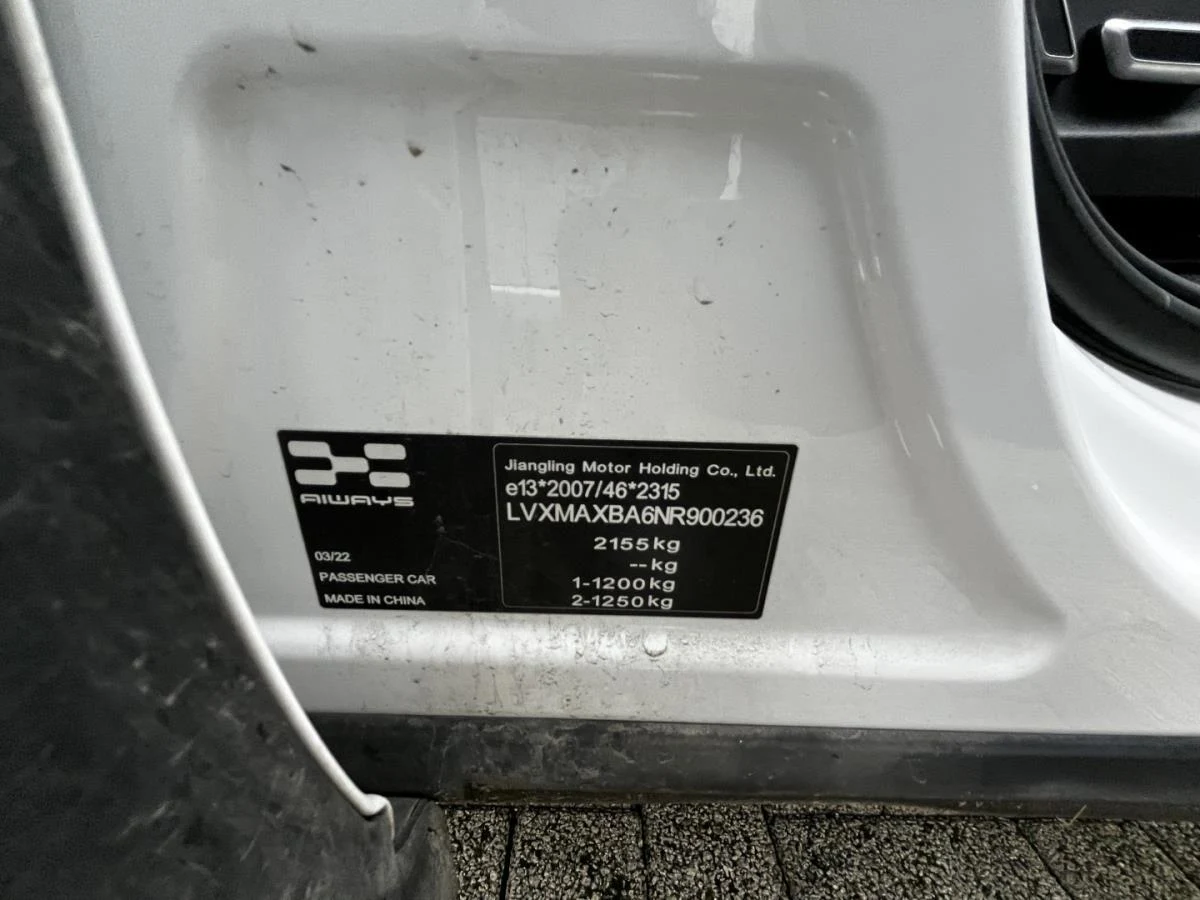 AIWAYS
03/22
PASSENGER CAR
MADE IN CHINA
Jiangling Motor Holding Co., Ltd.
e13*2007/46*2315
LVXMAXBA6NR900236
2155kg
--kg
1-1200kg
2-1250kg